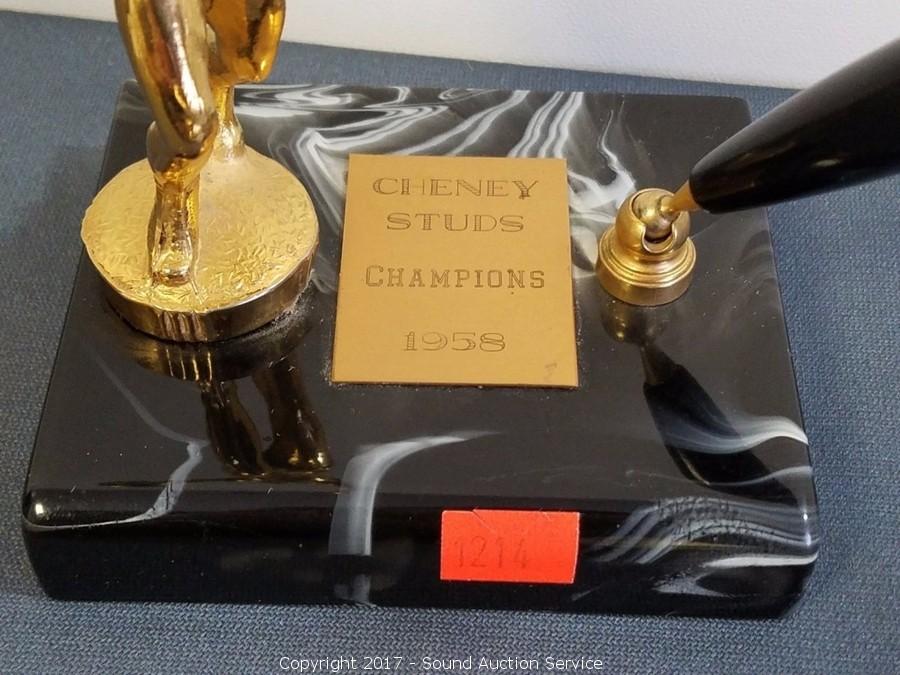 CHENEY
STUDS
CHAMPIONS
1958
1214
Copyright 2017 - Sound Auction Service